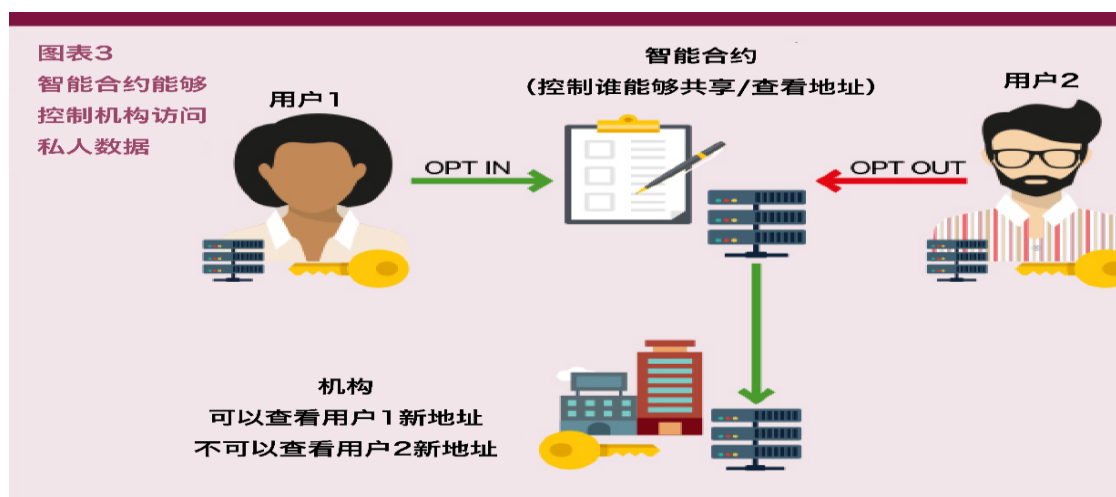 图表3
智能合约能够
控制机构访问
私人数据
用户1
智能合约
(控制谁能够共享/查看地址)
用户2
OPT IN
OPT OUT
机构
可以查看用户1新地址
不可以查看用户2新地址